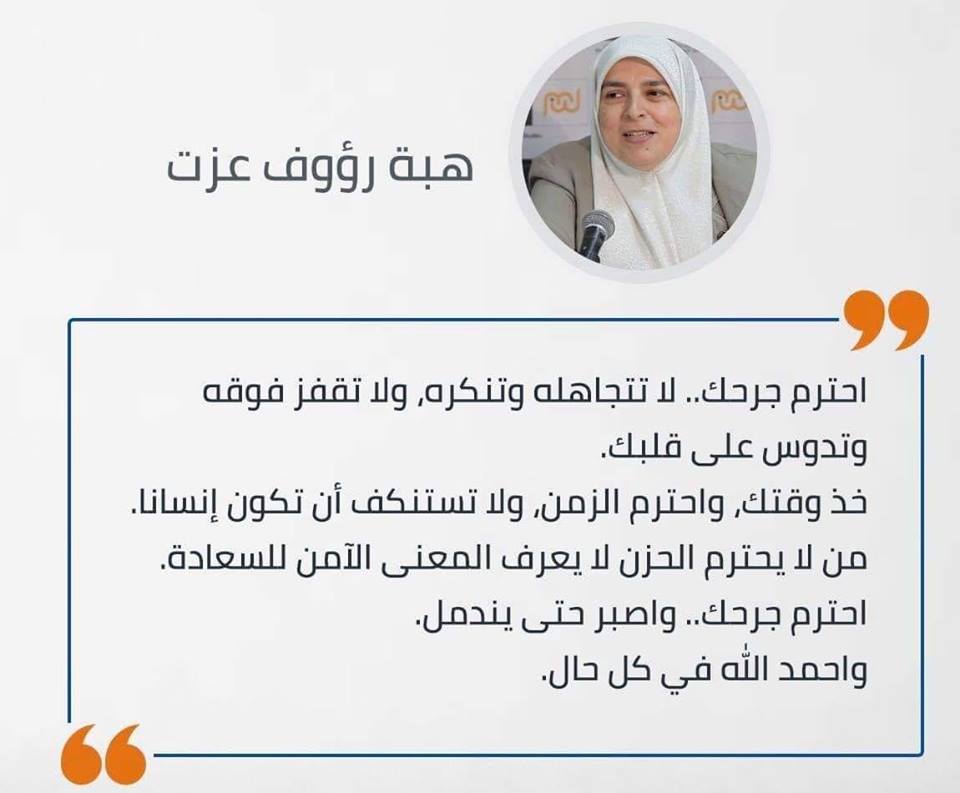 هبة رؤوف عزت
احترم جرحك.. لا تتجاهله وتنكره، ولا تقفز فوقه
وتدوس على قلبك.
خذ وقتك، واحترم الزمن، ولا تستنكف أن تكون إنسانا.
من لا يحترم الحزن لا يعرف المعنى الآمن للسعادة.
احترم جرحك.. واصبر حتى يندمل.
واحمد الله في كل حال.